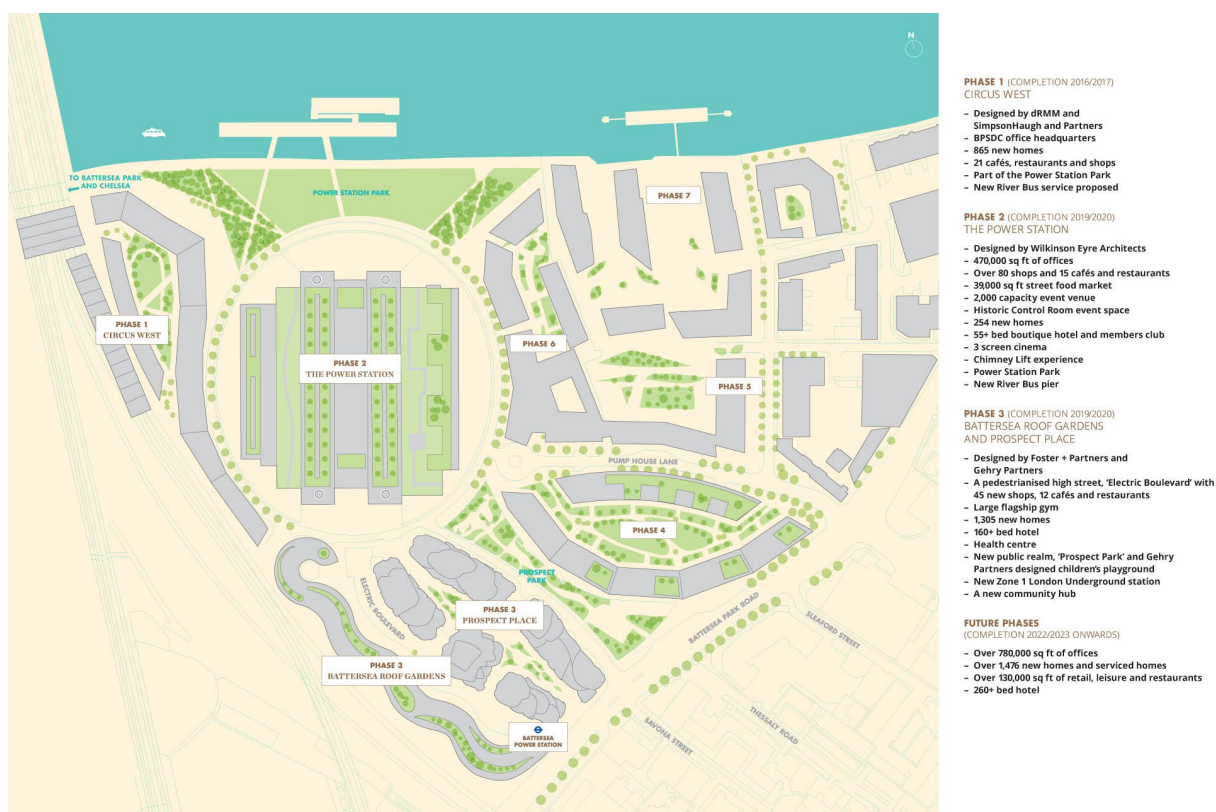 N
TO BATTERSEA PARK
AND CHELSEA
POWER STATION PARK
PHASE 7
PHASE 1
CIRCUS WEST
PHASE 2
THE POWER STATION
PHASE 6
PHASE 5
PUMP HOUSE LANE
PHASE 4
PROSPECT
PARK
ELECTRIC BOULEVARD
PHASE 3
PROSPECT PLACE
BATTERSEA PARK ROAD
SLEAFORD STREET
PHASE 3
BATTERSEA ROOF GARDENS
THESSALY ROAD
SAVONA STREET
BATTERSEA
POWER STATION
PHASE 1 (COMPLETION 2016/2017)
CIRCUS WEST
– Designed by dRMM and
SimpsonHaugh and Partners
– BPSDC office headquarters
– 865 new homes
– 21 cafés, restaurants and shops
– Part of the Power Station Park
– New River Bus service proposed
PHASE 2 (COMPLETION 2019/2020)
THE POWER STATION
– Designed by Wilkinson Eyre Architects
– 470,000 sq ft of offices
– Over 80 shops and 15 cafés and restaurants
– 39,000 sq ft street food market
– 2,000 capacity event venue
– Historic Control Room event space
– 254 new homes
– 55+ bed boutique hotel and members club
– 3 screen cinema
– Chimney Lift experience
– Power Station Park
– New River Bus pier
PHASE 3 (COMPLETION 2019/2020)
BATTERSEA ROOF GARDENS
AND PROSPECT PLACE
– Designed by Foster + Partners and
Gehry Partners
– A pedestrianised high street, ‘Electric Boulevard’ with
45 new shops, 12 cafés and restaurants
– Large flagship gym
– 1,305 new homes
– 160+ bed hotel
– Health centre
– New public realm, ‘Prospect Park’ and Gehry
Partners designed children’s playground
– New Zone 1 London Underground station
– A new community hub
FUTURE PHASES
(COMPLETION 2022/2023 ONWARDS)
– Over 780,000 sq ft of offices
– Over 1,476 new homes and serviced homes
– Over 130,000 sq ft of retail, leisure and restaurants
– 260+ bed hotel